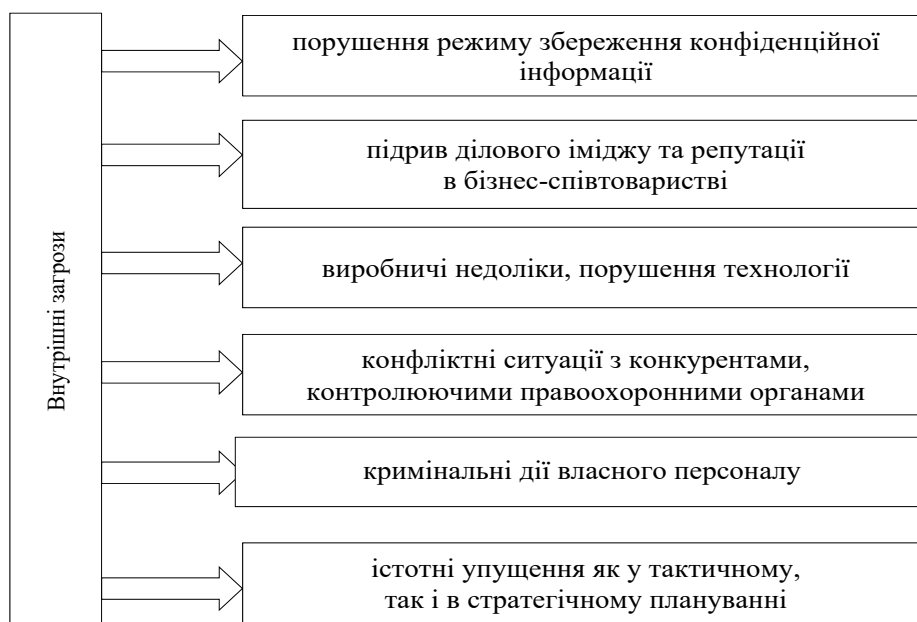 Внутрішні загрози
порушення режиму збереження конфіденційної
інформації
підрив ділового іміджу та репутації
в бізнес-співтоваристві
виробничі недоліки, порушення технології
конфліктні ситуації з конкурентами,
контролюючими правоохоронними органами
кримінальні дії власного персоналу
істотні упущення як у тактичному,
так і в стратегічному плануванні